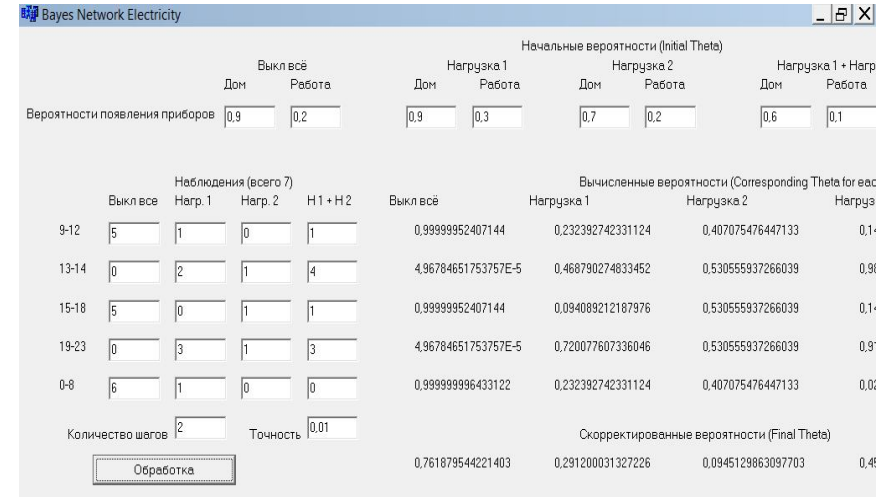 Bayes Network Electricity
Начальные вероятности (Initial Theta)
Выкл всё Нагрузка 1 Нагрузка 2 Нагрузка 1 + Нагр
Дом Работа Дом Работа Дом Работа Дом Работа
Вероятности появления приборов 0,9 0,2 0,9 0,3 0,7 0,2 0,6 0,1
Наблюдения (всего 7) Вычисленные вероятности (Corresponding Theta for eac
Выкл все Нагр. 1 Нагр. 2 Н 1 + Н 2 Выкл всё Нагрузка 1 Нагрузка 2 Нагруз
9-12 5 1 0 1 0,99999952407144 0,232392742331124 0,407075476447133 0,14
13-14 0 2 1 4 4,96784651753757E-5 0,468790274833452 0,530555937266039 0,98
15-18 5 0 1 1 0,99999952407144 0,094089212187976 0,530555937266039 0,14
19-23 0 3 1 3 4,96784651753757E-5 0,720077607336046 0,530555937266039 0,97
0-8 6 1 0 0 0,999999996433122 0,232392742331124 0,407075476447133 0,02
Количество шагов 2 Точность 0,01 Скорректированные вероятности (Final Theta)
Обработка 0,761879544221403 0,291200031327226 0,0945129863097703 0,45